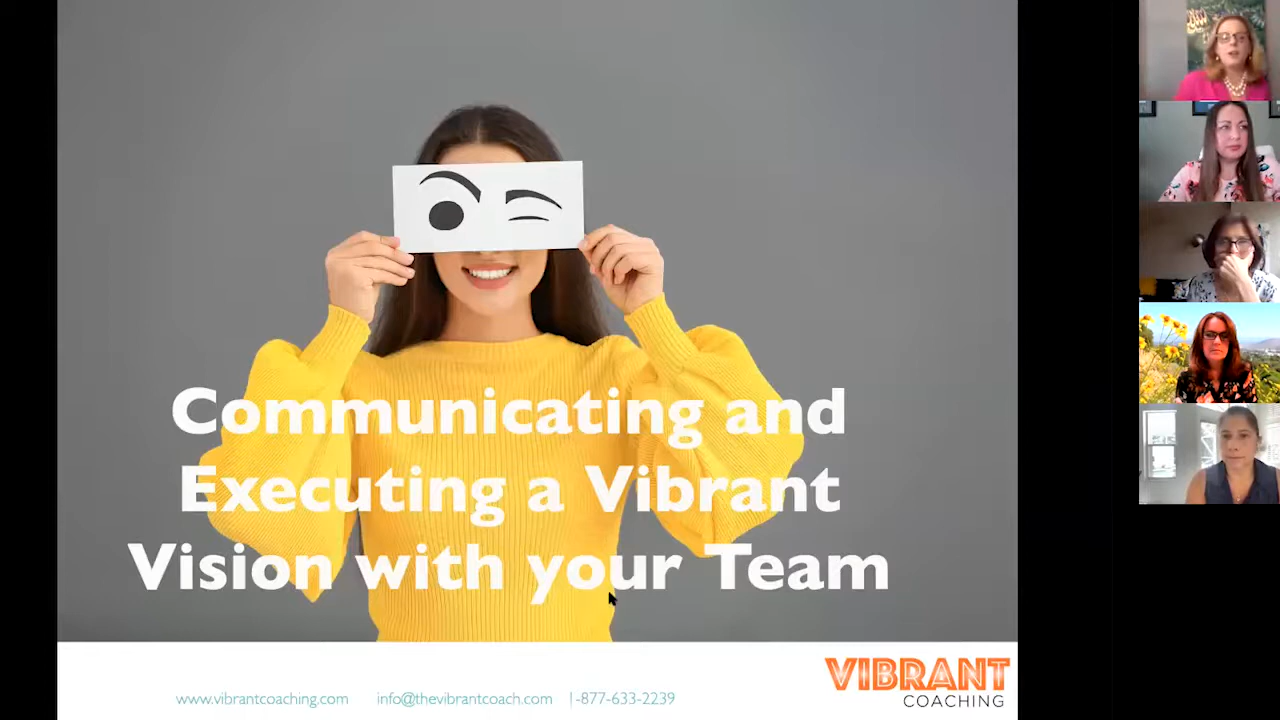 Communicating and
Executing a Vibrant
Vision with your Team
www.vibrantcoaching.com info@thevibrantcoach.com 1-877-633-2239
VIBRANT
COACHING